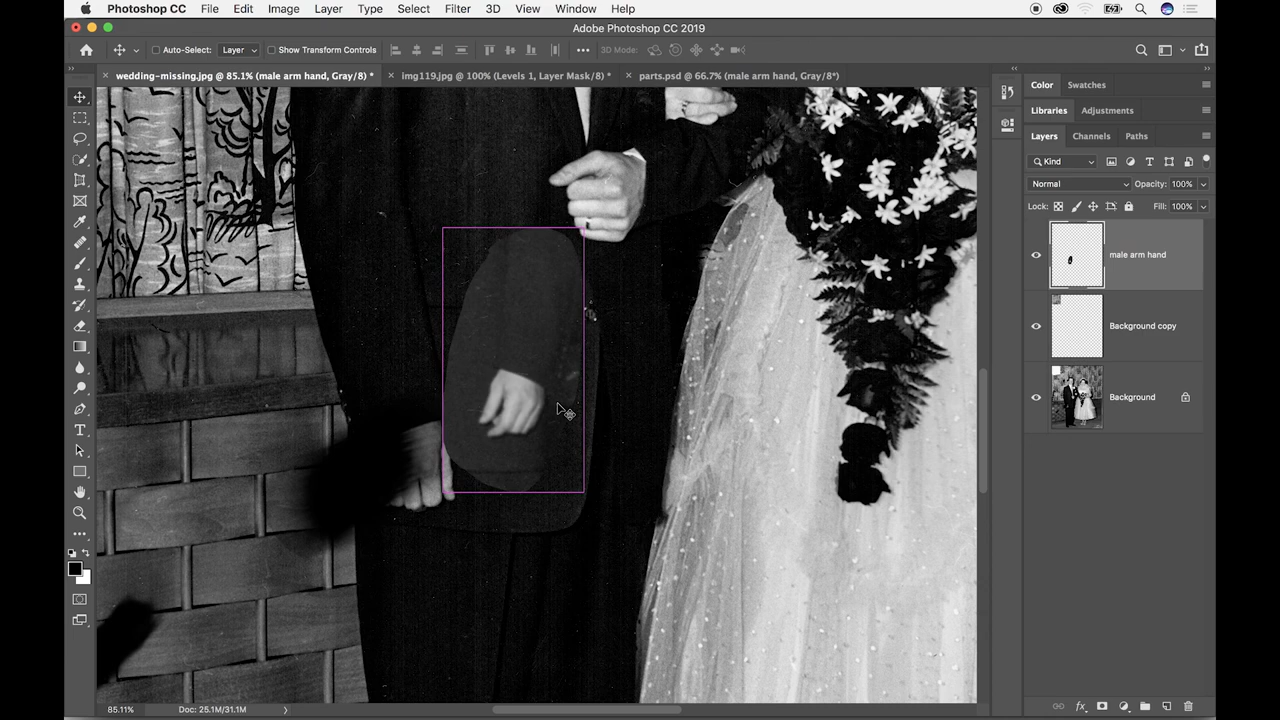 Photoshop CC File Edit Image Layer Type Select Filter 3D View Window Help
Adobe Photoshop CC 2019
Auto-Select: Layer Show Transform Controls 3D Mode:
wedding-missing.jpg @ 85.1% (male arm hand, Gray/8) * img119.jpg @ 100% (Levels 1, Layer Mask/8) * parts.psd @ 66.7% (male arm hand, Gray/8*)
Color Swatches
Libraries Adjustments
Layers Channels Paths
Kind
Normal Opacity: 100%
Lock: Fill: 100%
male arm hand
Background copy
Background
85.11% Doc: 25.1M/31.1M